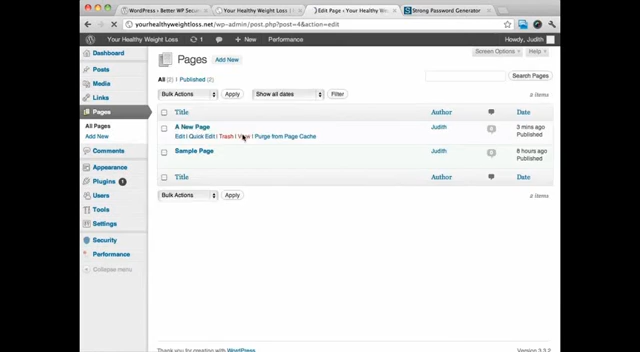 WordPress › Better WP Secu
Your Healthy Weight Loss |
Edit Page ‹ Your Healthy We
Strong Password Generator
yourhealthyweightloss.net/wp-admin/post.php?post=4&action=edit
Your Healthy Weight Loss 1 + New Performance Howdy, Judith
Dashboard
Posts
Media
Links
Pages
All Pages
Add New
Comments
Appearance
Plugins 1
Users
Tools
Settings
Security
Performance
Collapse menu
Screen Options Help
Pages Add New
All (2) | Published (2)
Search Pages
Bulk Actions Apply Show all dates Filter 2 items
Title Author Date
A New Page Judith 0 3 mins ago
Edit | Quick Edit | Trash | View | Purge from Page Cache Published
Sample Page Judith 0 8 hours ago
Published
Title Author Date
Bulk Actions Apply 2 items
Thank you for creating with WordPress. Version 3.3.2